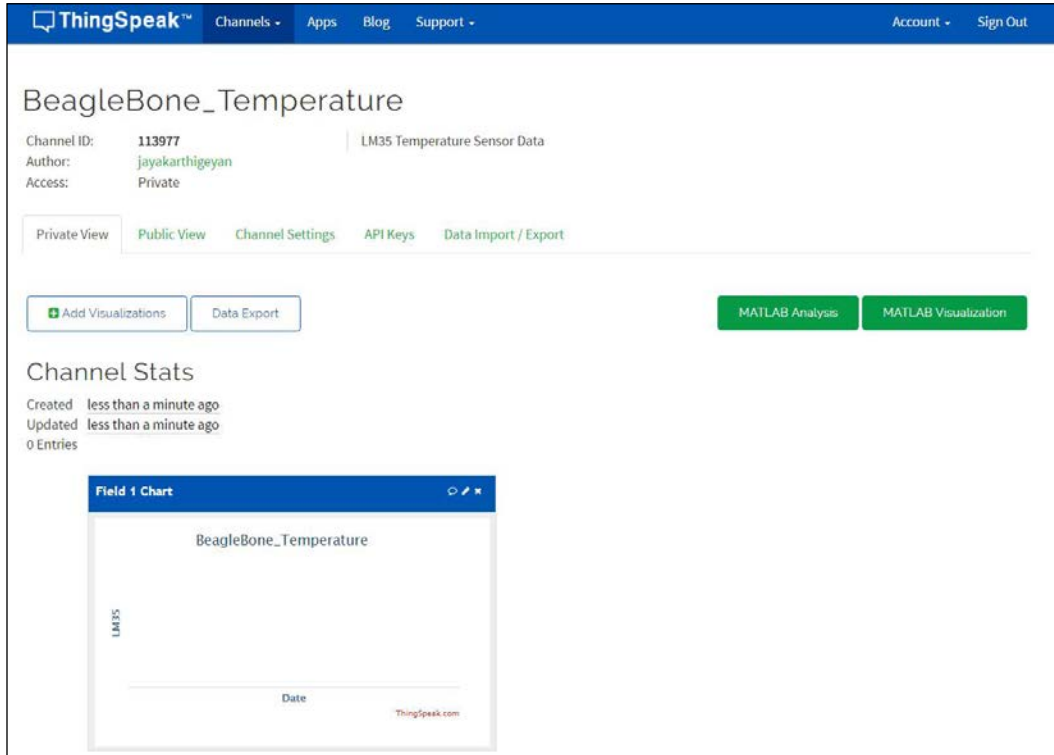 ThingSpeak™ Channels Apps Blog Support Account Sign Out
BeagleBone_Temperature
Channel ID: 113977 LM35 Temperature Sensor Data
Author: jayakarthigeyan
Access: Private
Private View Public View Channel Settings API Keys Data Import / Export
Add Visualizations Data Export MATLAB Analysis MATLAB Visualization
Channel Stats
Created less than a minute ago
Updated less than a minute ago
0 Entries
Field 1 Chart
BeagleBone_Temperature
LM35
Date
ThingSpeak.com